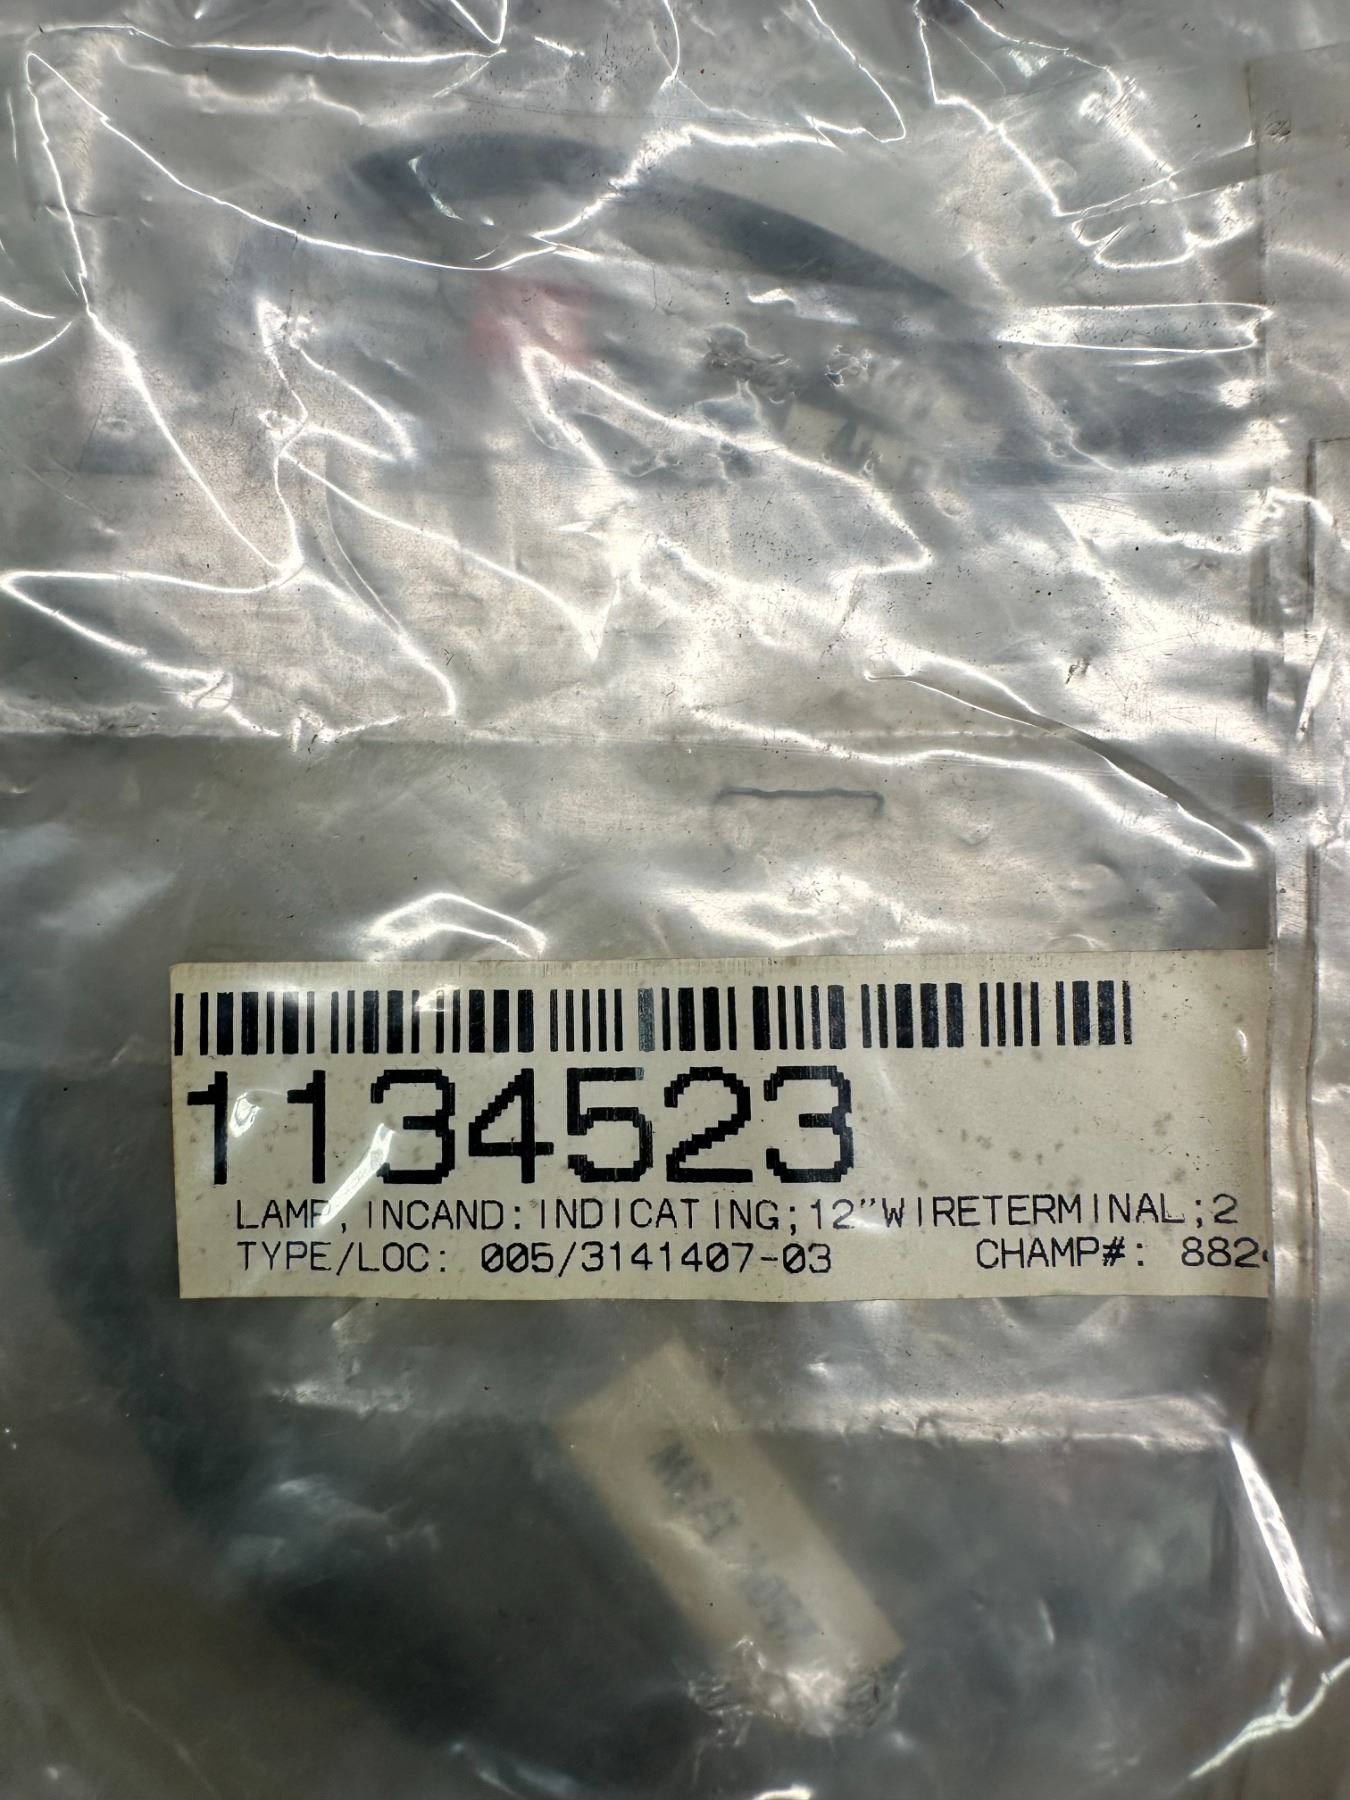 1134523
LAMP, INCAND: INDICATING;12"WIRETERMINAL;2
TYPE/LOC: 005/3141407-03 CHAMP#: 882